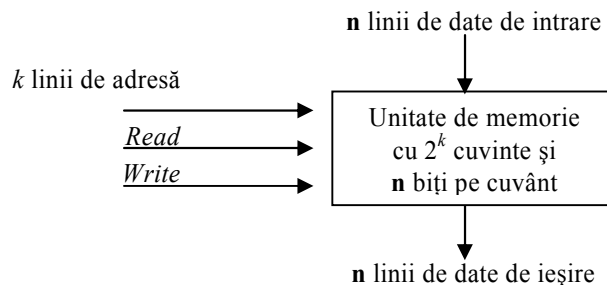 n linii de date de intrare
k linii de adresă
Read
Write
Unitate de memorie
cu 2^k cuvinte şi
n biţi pe cuvânt
n linii de date de ieşire